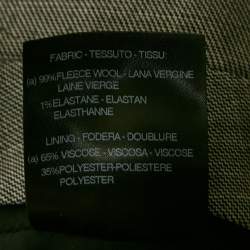 FABRIC - TESSUTO - TISSU:
(a) 99%FLEECE WOOL - LANA VERGINE
LAINE VIERGE
1%ELASTANE - ELASTAN
ELASTHANNE
LINING - FODERA - DOUBLURE
(a) 65% VISCOSE - VISCOSA - VISCOSE
35%POLYESTER-POLIESTERE
POLYESTER